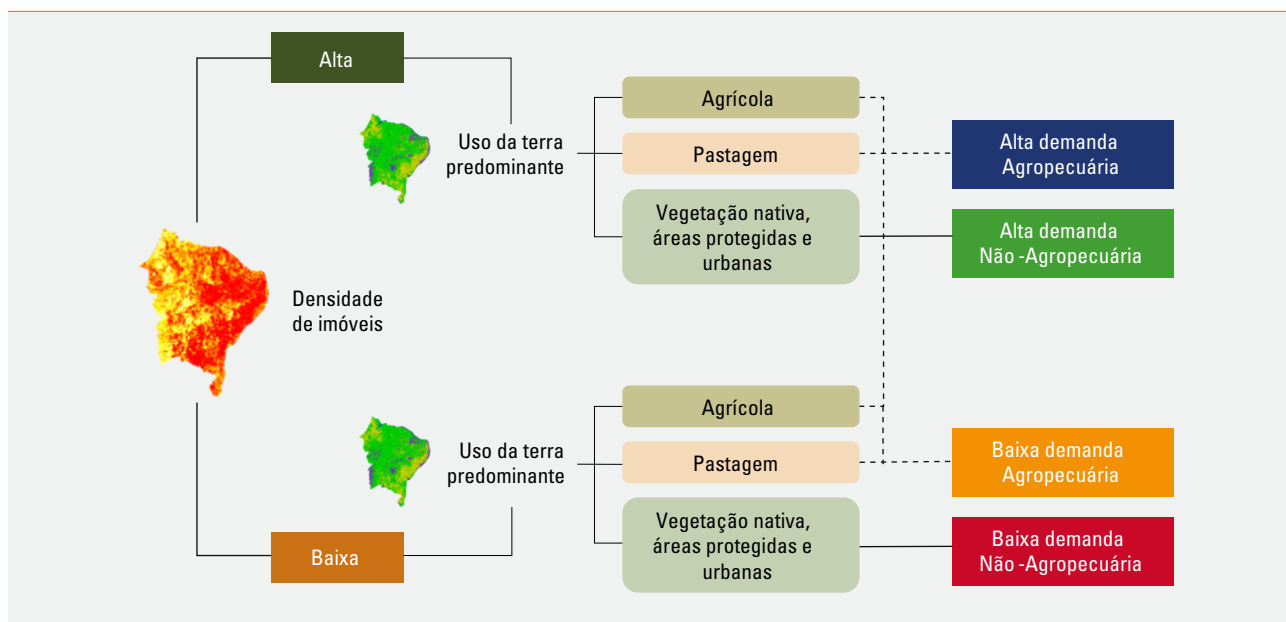 Alta
Uso da terra
predominante
Agrícola
Pastagem
Vegetação nativa,
áreas protegidas e
urbanas
Alta demanda
Agropecuária
Alta demanda
Não -Agropecuária
Densidade
de imóveis
Uso da terra
predominante
Agrícola
Pastagem
Vegetação nativa,
áreas protegidas e
urbanas
Baixa demanda
Agropecuária
Baixa demanda
Não -Agropecuária
Baixa